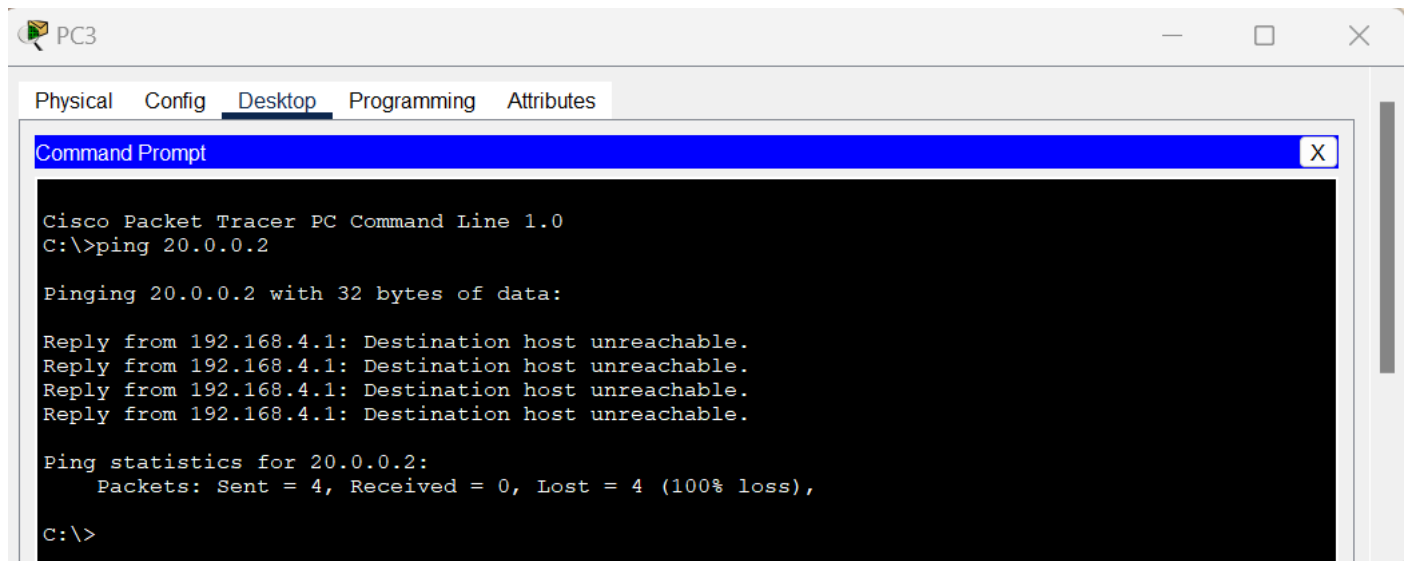 PC3
Physical Config Desktop Programming Attributes
Command Prompt
X
Cisco Packet Tracer PC Command Line 1.0
C:\>ping 20.0.0.2
Pinging 20.0.0.2 with 32 bytes of data:
Reply from 192.168.4.1: Destination host unreachable.
Reply from 192.168.4.1: Destination host unreachable.
Reply from 192.168.4.1: Destination host unreachable.
Reply from 192.168.4.1: Destination host unreachable.
Ping statistics for 20.0.0.2:
Packets: Sent = 4, Received = 0, Lost = 4 (100% loss),
C:\>